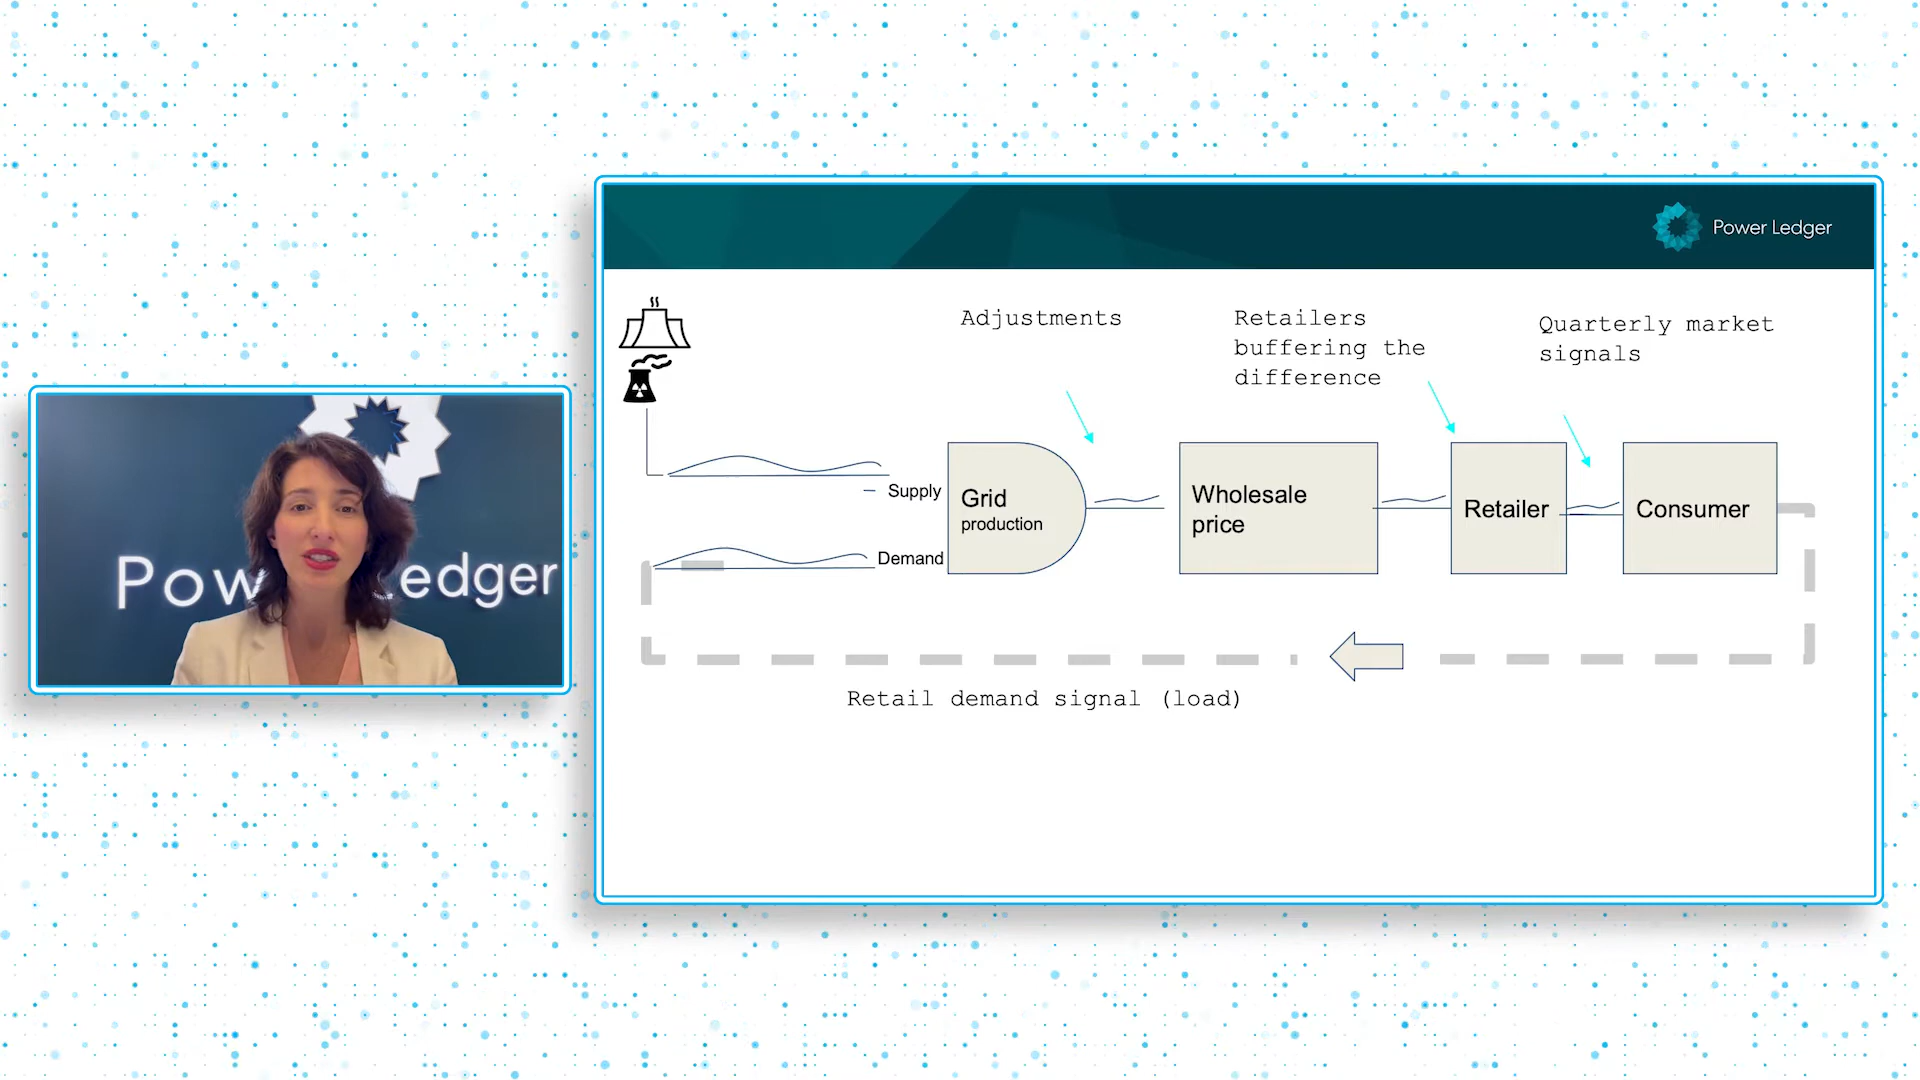 Power Ledger
Adjustments
Retailers
buffering the
difference
Quarterly market
signals
Supply
Demand
Grid
production
Wholesale
price
Retailer
Consumer
Retail demand signal (load)
Pow edger